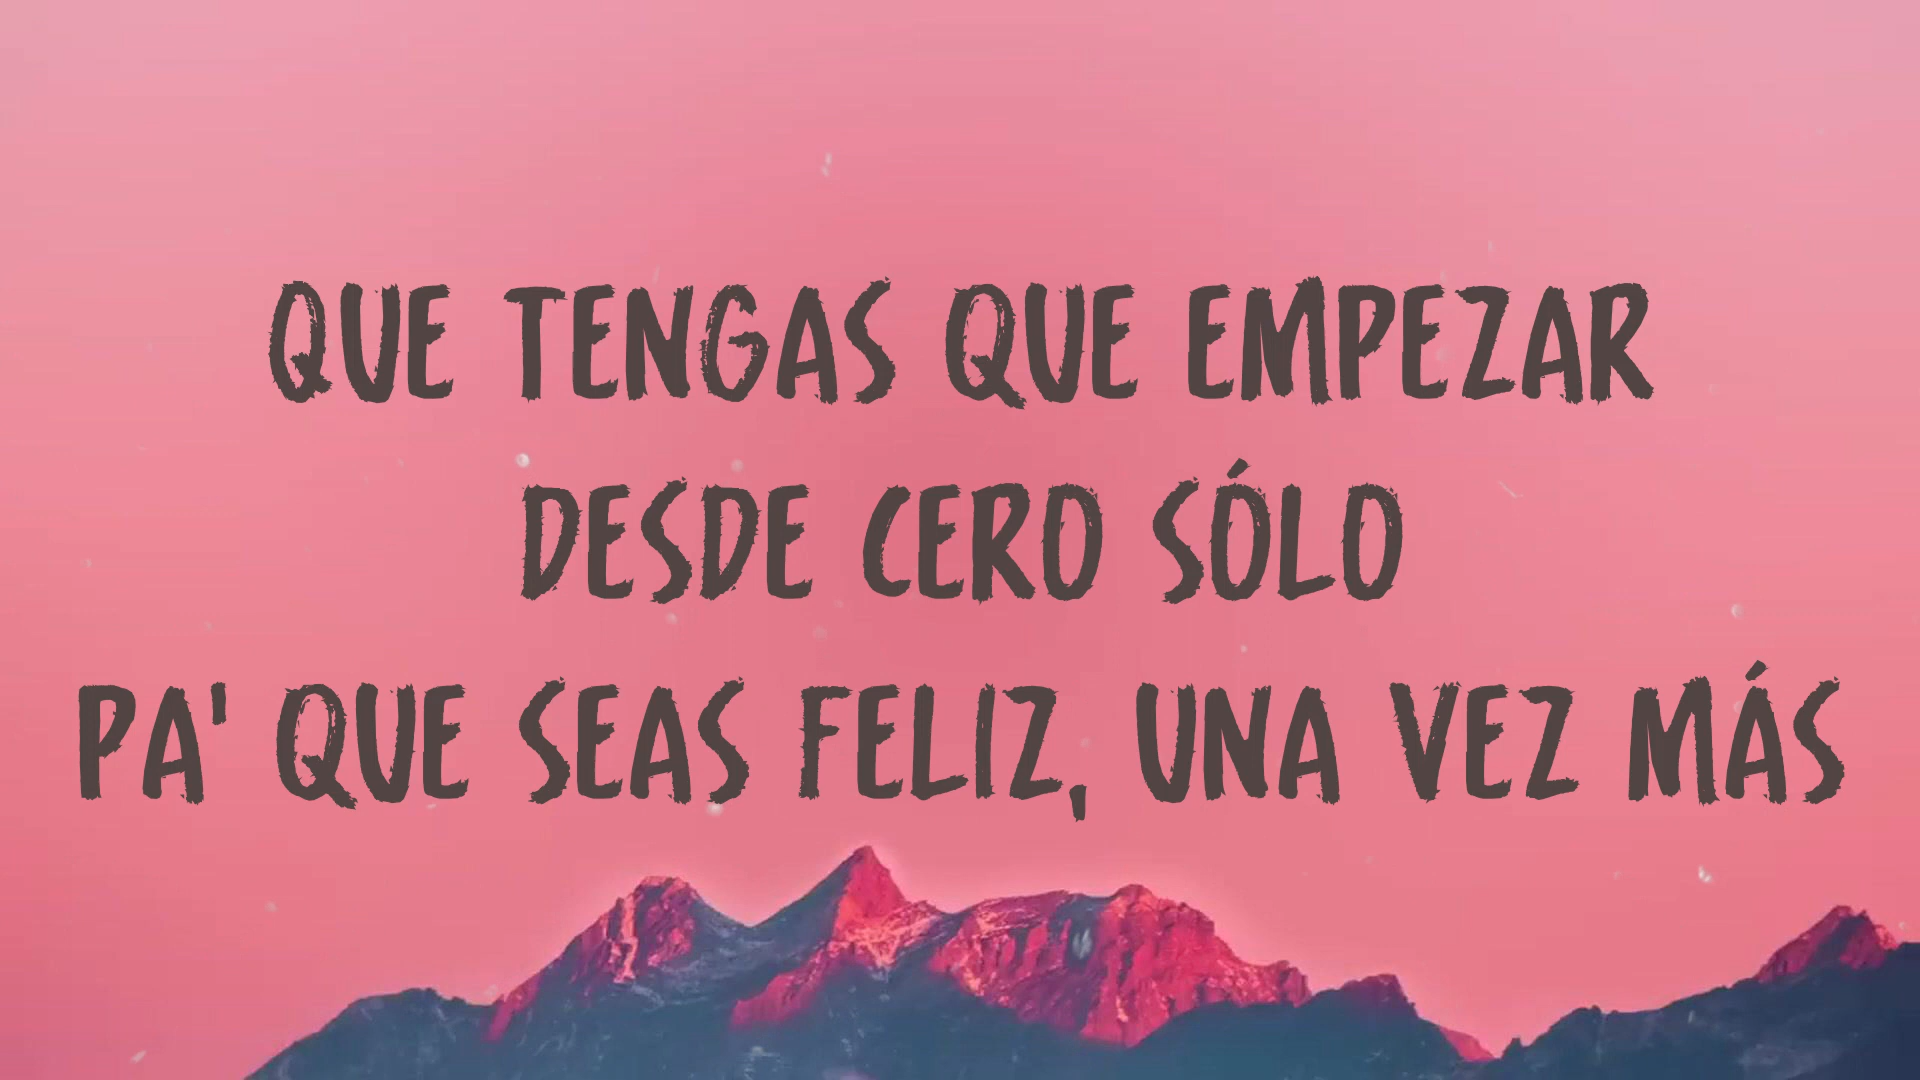 QUE TENGAS QUE EMPEZAR
DESDE CERO SÓLO
PA' QUE SEAS FELIZ, UNA VEZ MÁS